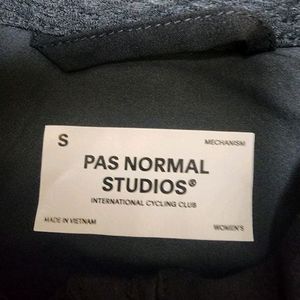 S MECHANISM
PAS NORMAL
STUDIOS®
INTERNATIONAL CYCLING CLUB
MADE IN VIETNAM WOMEN'S